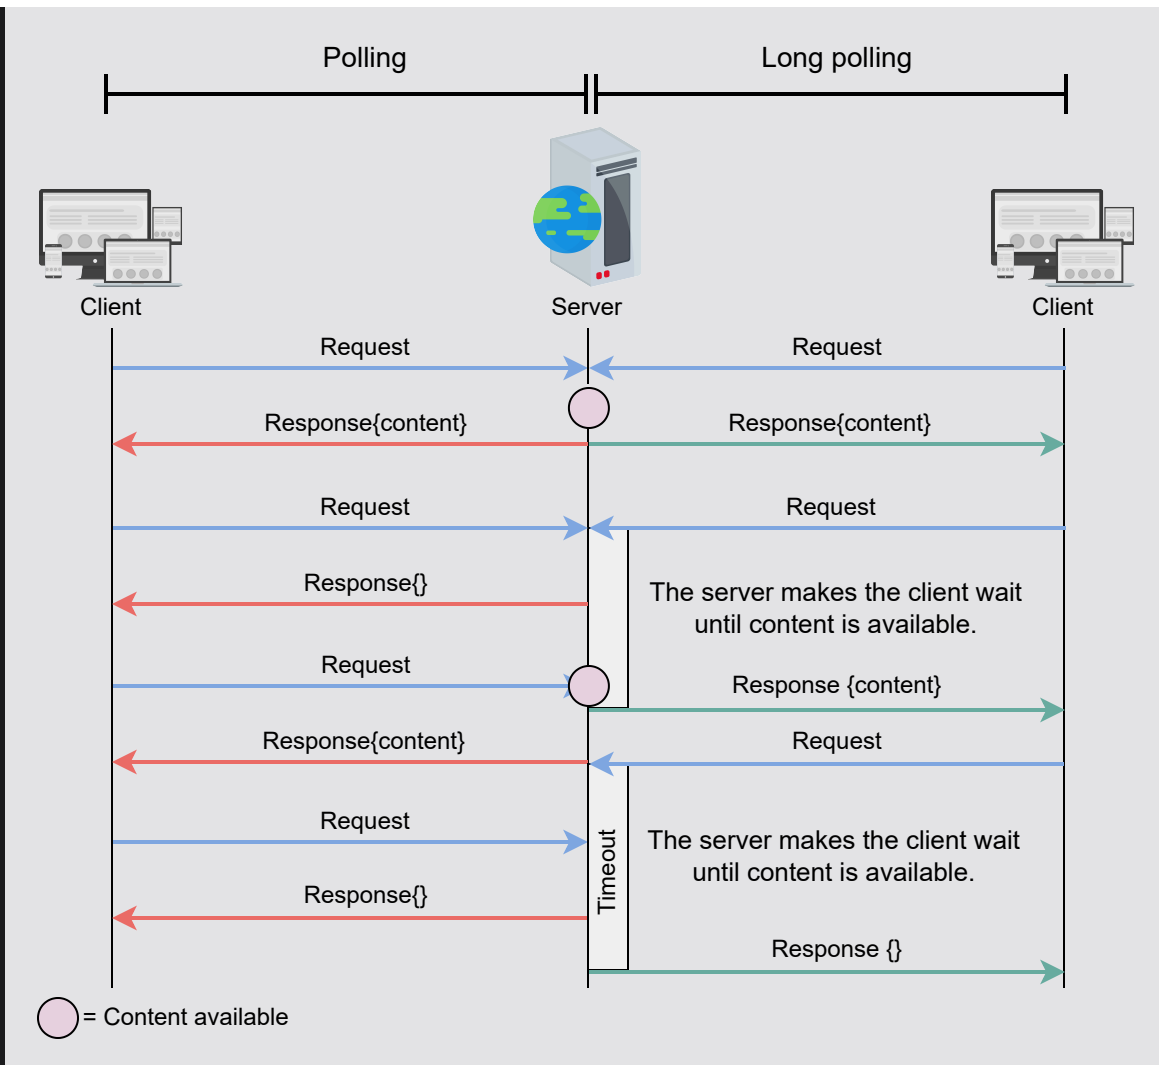 Polling
Long polling
Client
Server
Client
Request
Request
Response{content}
Response{content}
Request
Request
Response{}
The server makes the client wait
until content is available.
Request
Response {content}
Response{content}
Request
Request
Timeout
The server makes the client wait
until content is available.
Response{}
Response {}
= Content available